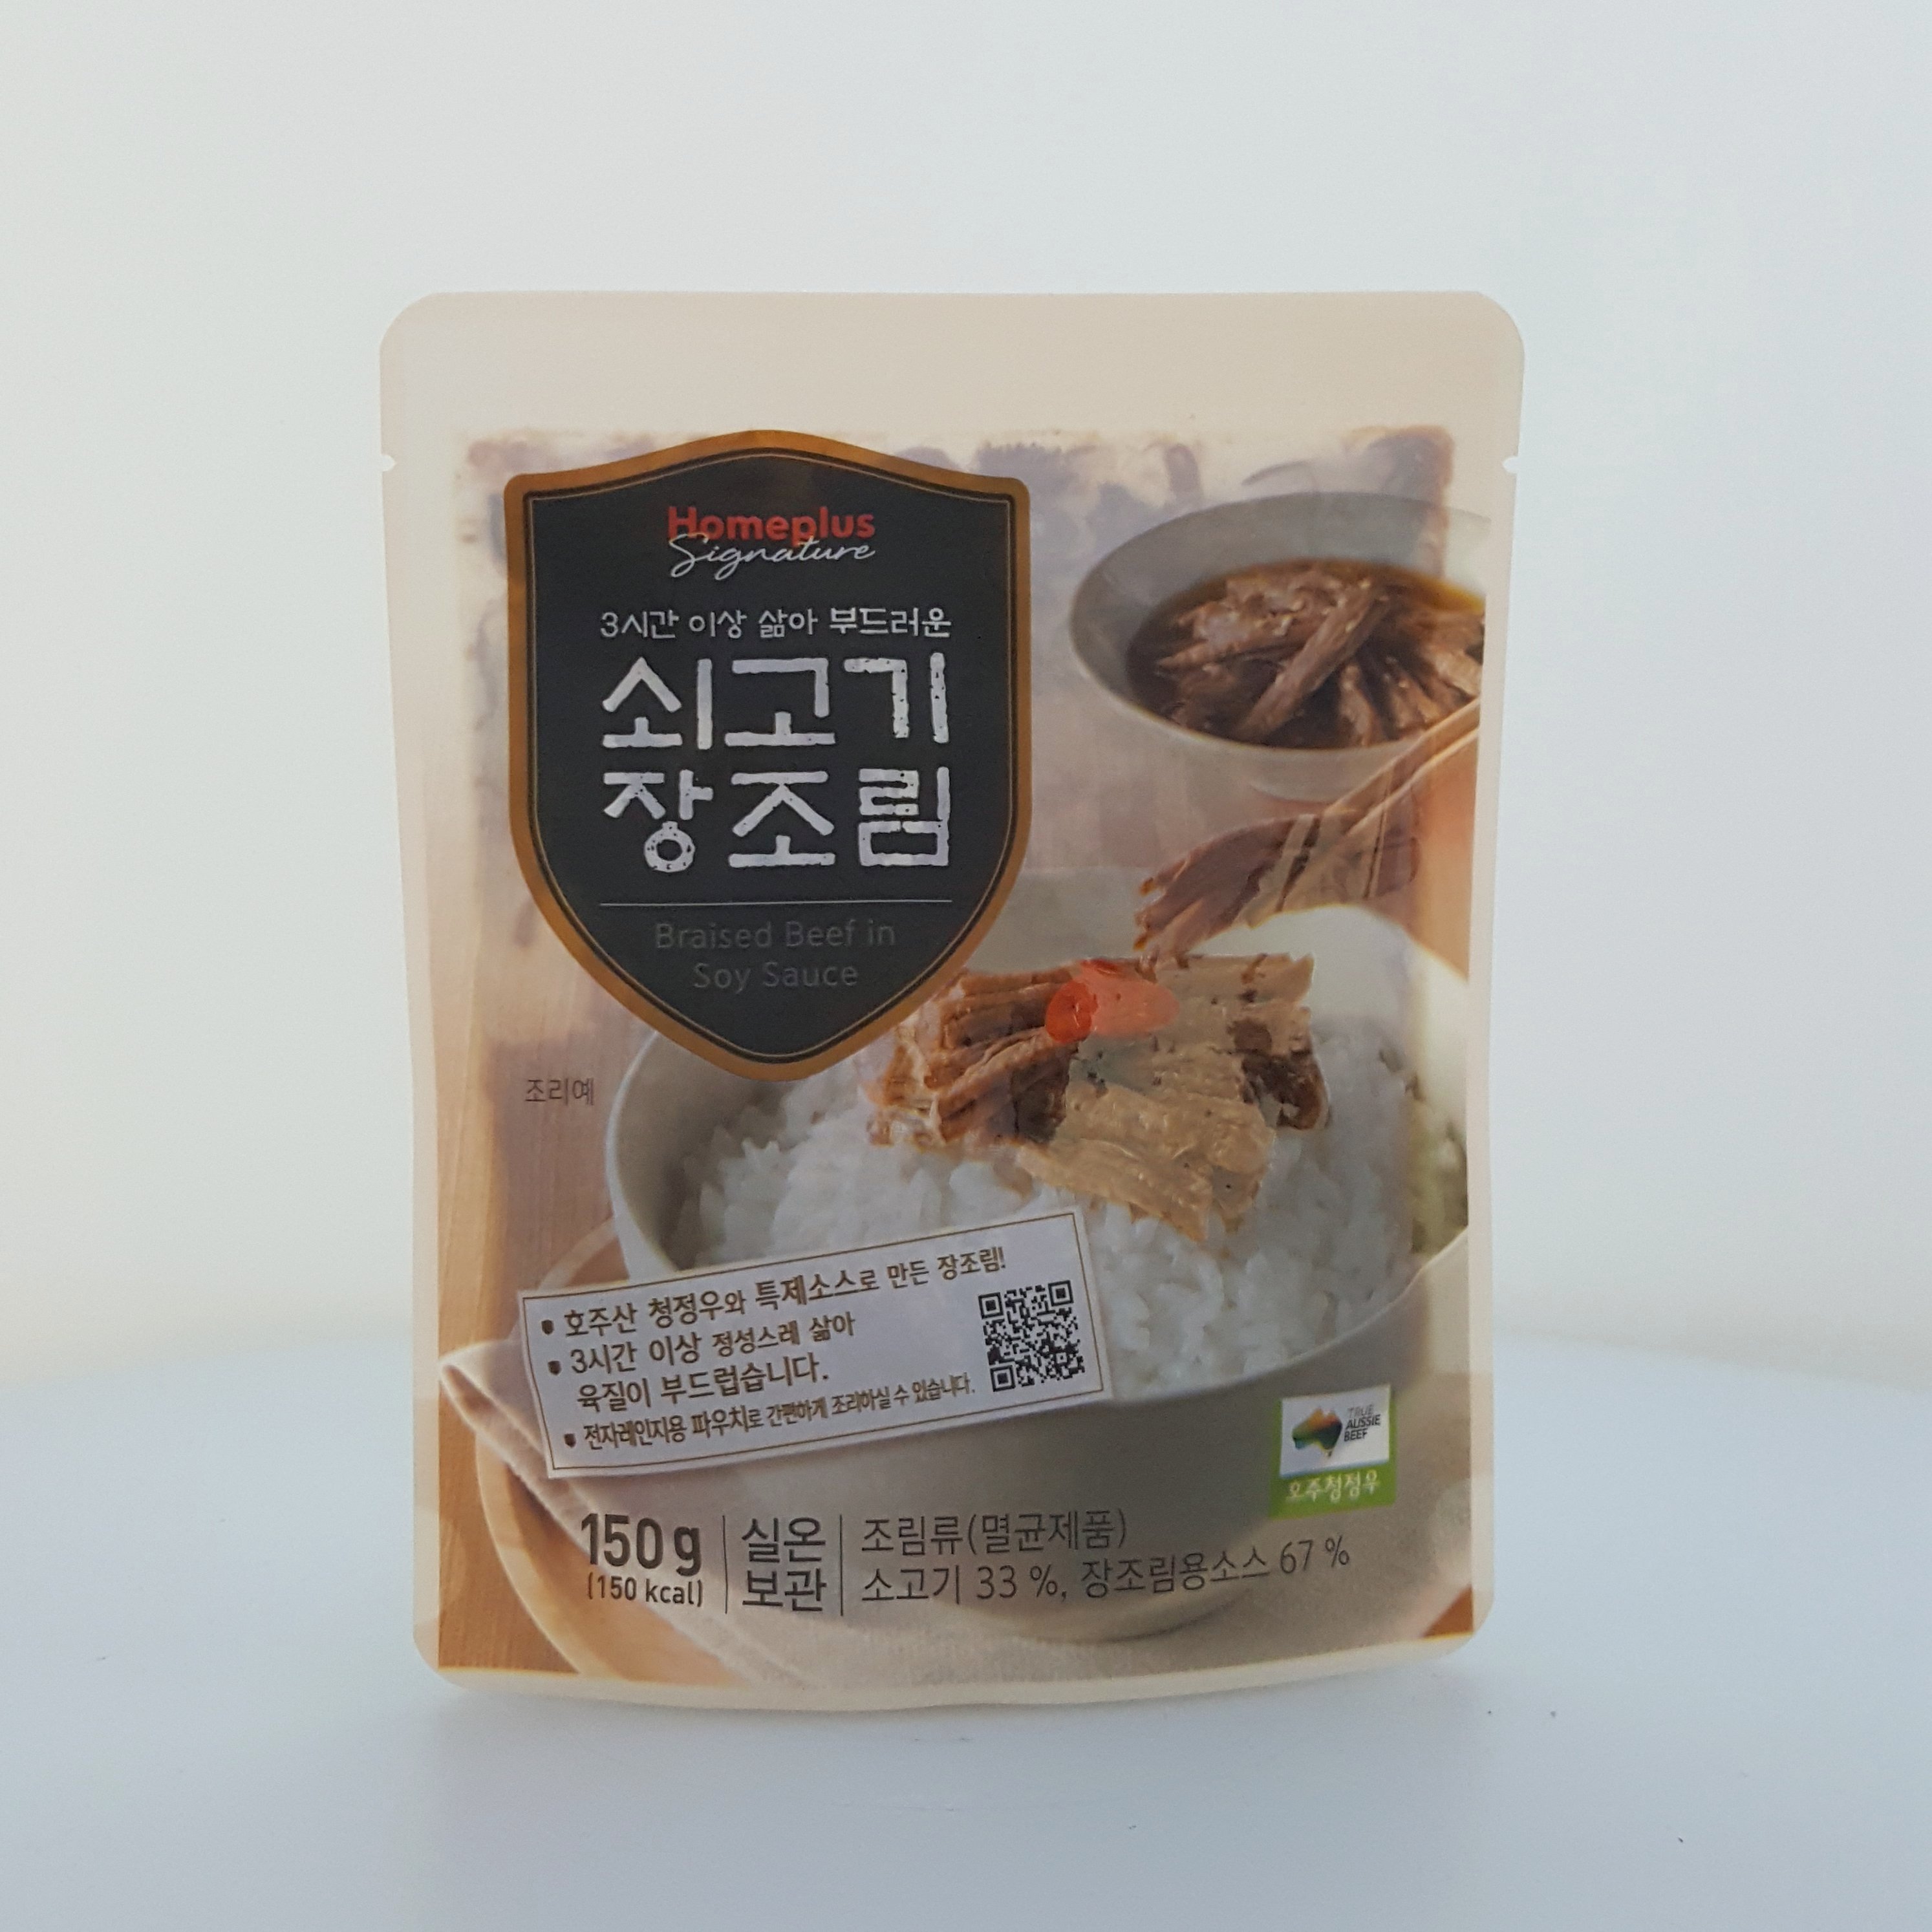 Homeplus
Signature
3시간 이상 삶아 부드러운
쇠고기
장조림
Braised Beef in
Soy Sauce
조리예
호주산 청정우와 특제소스로 만든 장조림!
3시간 이상 정성스레 삶아
육질이 부드럽습니다.
전자레인지용 파우치로 간편하게 조리하실 수 있습니다.
TRUE
AUSSIE
BEEF
호주청정우
150 g
(150 kcal)
실온
보관
조림류(멸균제품)
소고기 33 %, 장조림용소스 67 %